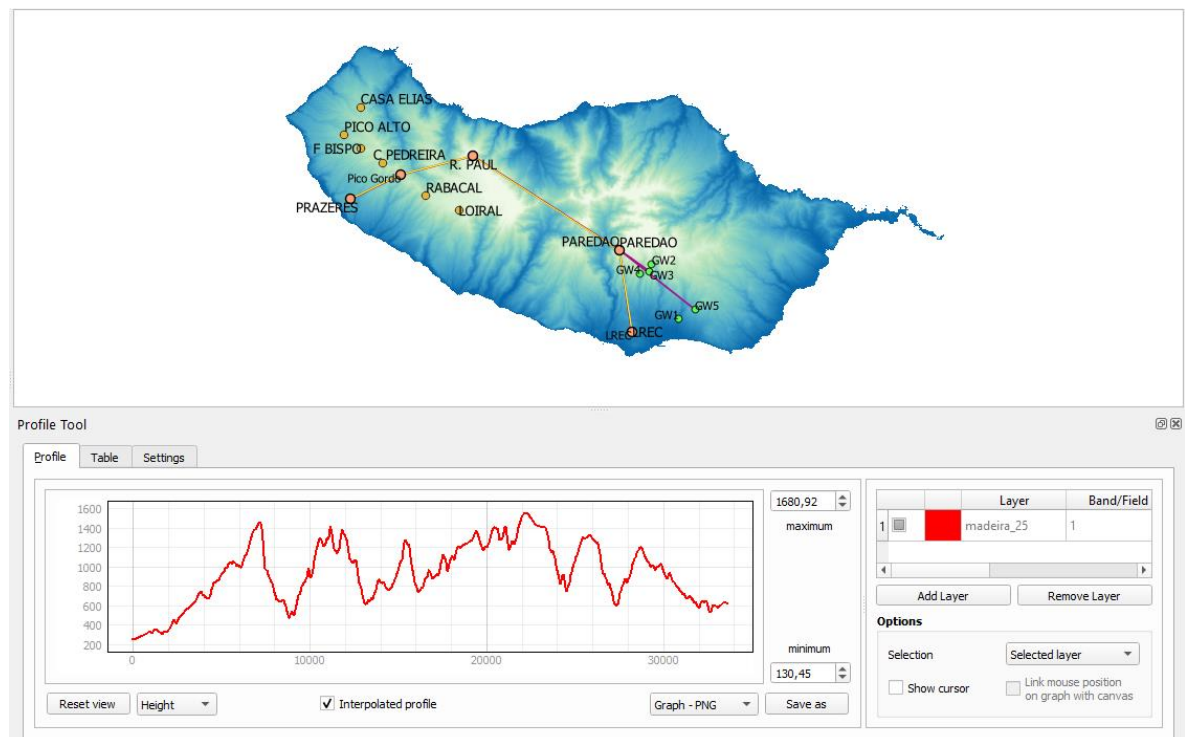 CASA ELIAS
PICO ALTO
F BISPO
C PEDREIRA
R. PAUL
Pico Gordo
RABACAL
PRAZERES
LOIRAL
PAREDAO PAREDAO
GW2
GW4
GW3
GW5
GW1
LREC LREC
Profile Tool
Profile Table Settings
1600
1400
1200
1000
800
600
400
200
0 10000 20000 30000
1680,92
maximum
minimum
130,45
Reset view Height Interpolated profile Graph - PNG Save as
Layer Band/Field
1 madeira_25 1
Add Layer Remove Layer
Options
Selection Selected layer
Show cursor Link mouse position
on graph with canvas